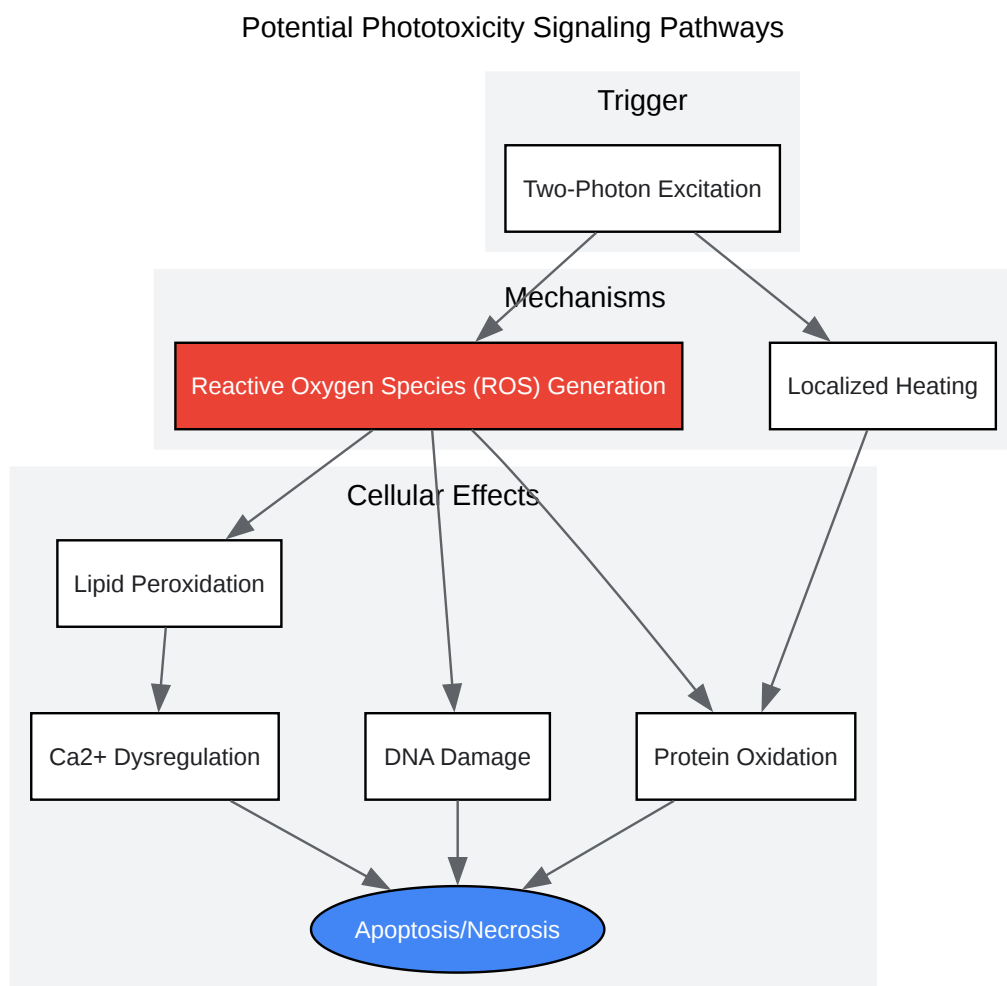 Potential Phototoxicity Signaling Pathways
Trigger
Two-Photon Excitation
Mechanisms
Reactive Oxygen Species (ROS) Generation
Localized Heating
Cellular Effects
Lipid Peroxidation
Ca2+ Dysregulation
DNA Damage
Protein Oxidation
Apoptosis/Necrosis